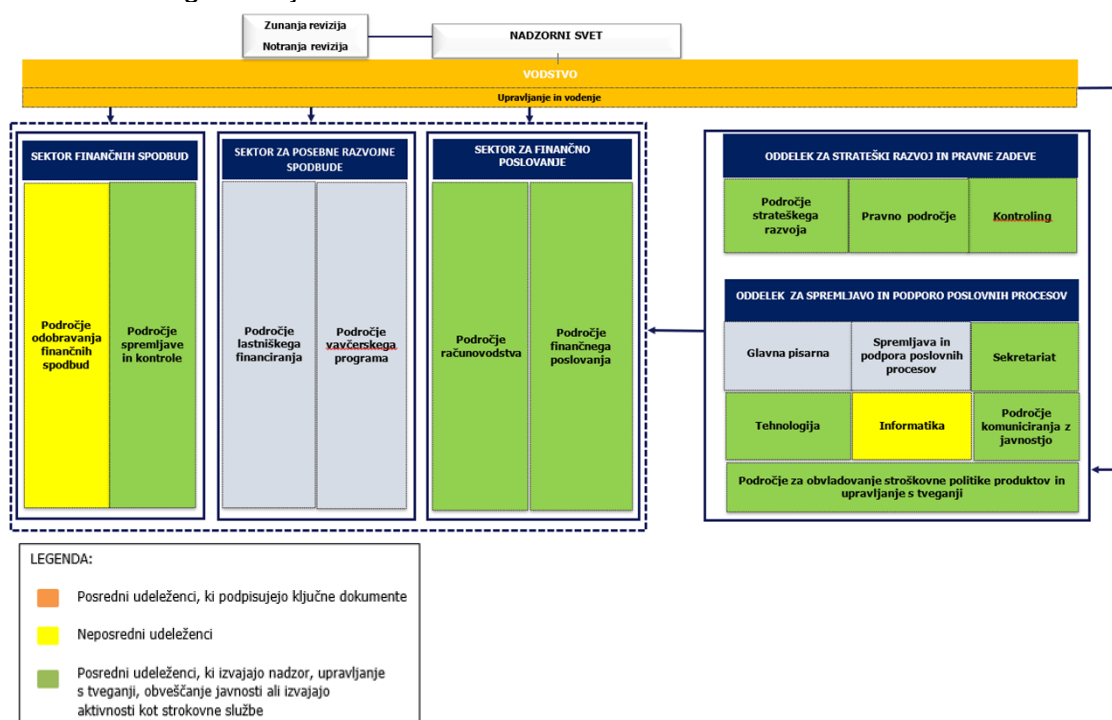 Zunanja revizija
Notranja revizija
NADZORNI SVET
VODSTVO
Upravljanje in vodenje
SEKTOR FINANČNIH SPODBUD
SEKTOR ZA POSEBNE RAZVOJNE
SPODBUDE
SEKTOR ZA FINANČNO
POSLOVANJE
ODDELEK ZA STRATEŠKI RAZVOJ IN PRAVNE ZADEVE
Področje
odobravanja
finančnih
spodbud
Področje
spremljave
in kontrole
Področje
lastniškega
financiranja
Področje
vavčerskega
programa
Področje
računovodstva
Področje
finančnega
poslovanja
Področje
strateškega
razvoja
Pravno področje
Kontroling
ODDELEK ZA SPREMLJAVO IN PODPORO POSLOVNIH PROCESOV
Glavna pisarna
Spremljava in
podpora poslovnih
procesov
Sekretariat
Tehnologija
Informatika
Področje
komuniciranja z
javnostjo
Področje za obvladovanje stroškovne politike produktov in
upravljanje s tveganji
LEGENDA:
Posredni udeleženci, ki podpisujejo ključne dokumente
Neposredni udeleženci
Posredni udeleženci, ki izvajajo nadzor, upravljanje
s tveganji, obveščanje javnosti ali izvajajo
aktivnosti kot strokovne službe